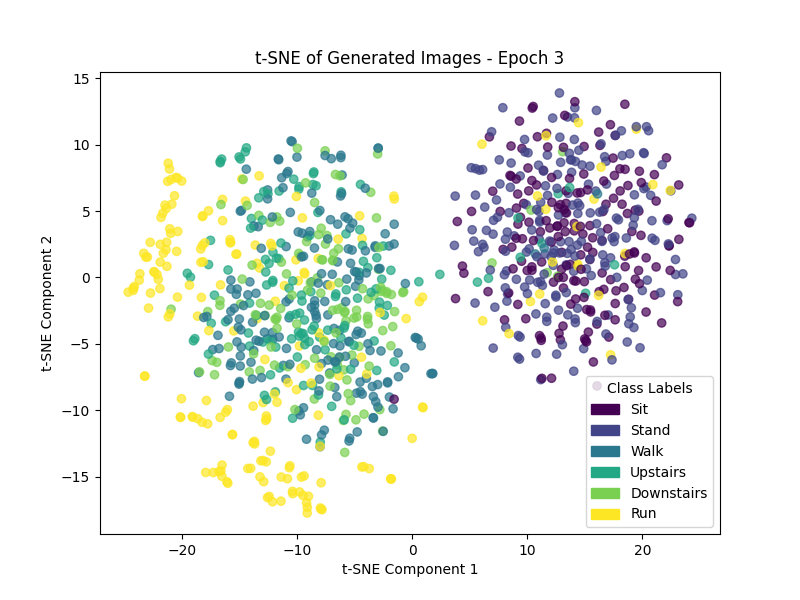 t-SNE of Generated Images - Epoch 3
15
10
5
0
−5
−10
−15
t-SNE Component 2
−20
−10
0
10
20
t-SNE Component 1
Class Labels
Sit
Stand
Walk
Upstairs
Downstairs
Run